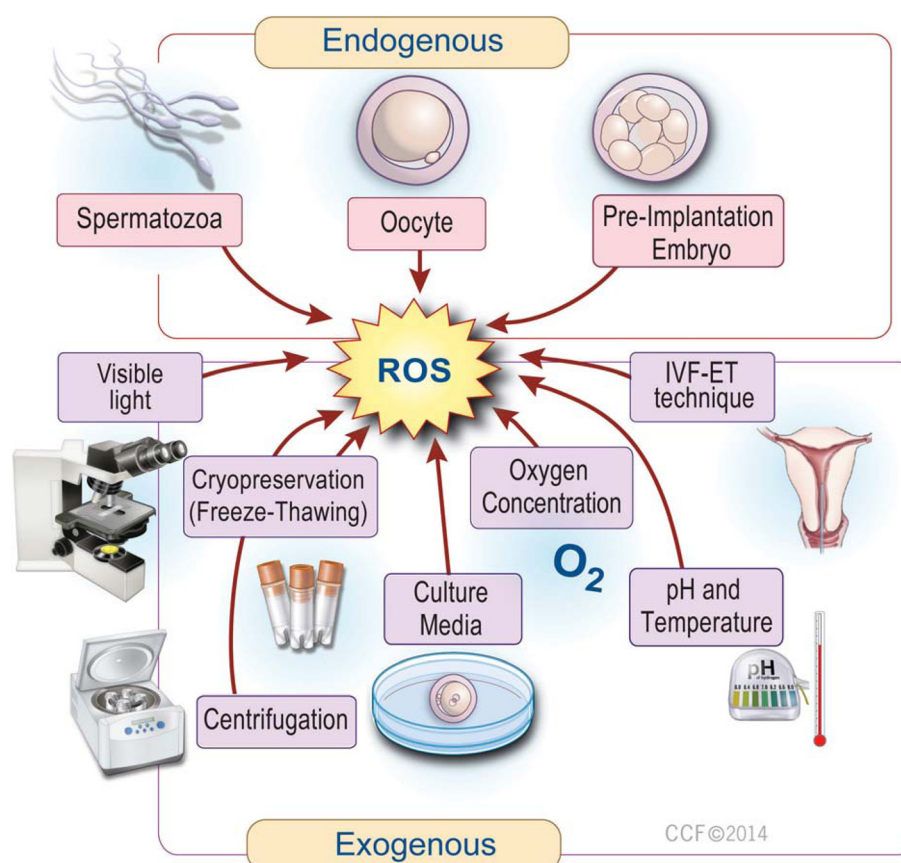 Endogenous
Spermatozoa
Oocyte
Pre-Implantation
Embryo
ROS
Visible
light
IVF-ET
technique
Cryopreservation
(Freeze-Thawing)
Oxygen
Concentration
O₂
Culture
Media
pH and
Temperature
pH
Centrifugation
CCF©2014
Exogenous